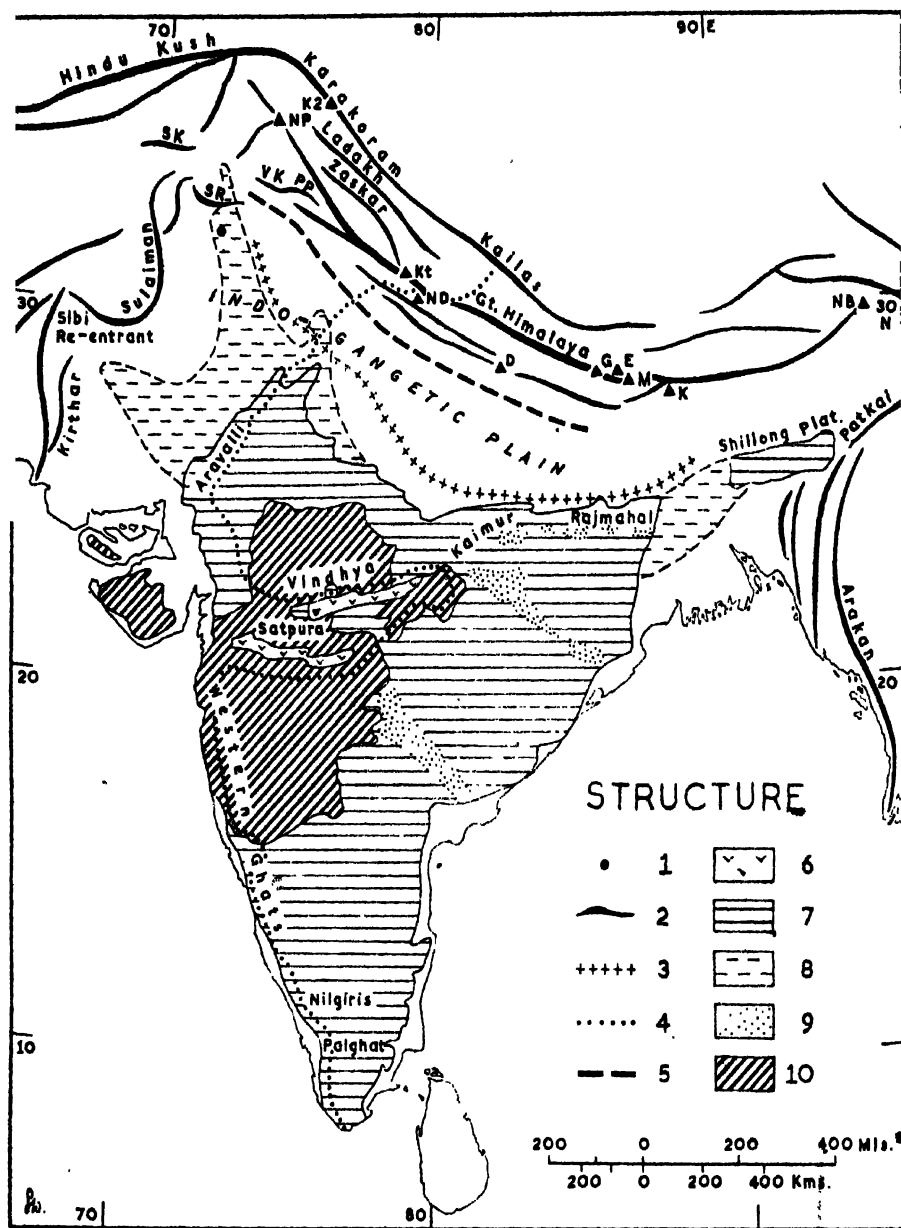 70 80 90E
Hindu Kush
Karakoram
K2
NP
Ladakh
Zaskar
SK
VK PP
SR
Sulaiman
Kailas
Kt
ND
Gt. Himalaya
NB
30
30
N
Sibi
Re-entrant
INDO GANGETIC PLAIN
G E
D
M
K
Kirthar
Aravalli
Shillong Plat.
Patkai
Rajmahal
Kaimur
Vindhya
Satpura
Arakan
20
20
Western Ghats
STRUCTURE
1 6
2 7
3 8
4 9
5 10
Nilgiris
10
Palghat
200 0 200 400 Mls.
200 0 200 400 Kms.
70 80